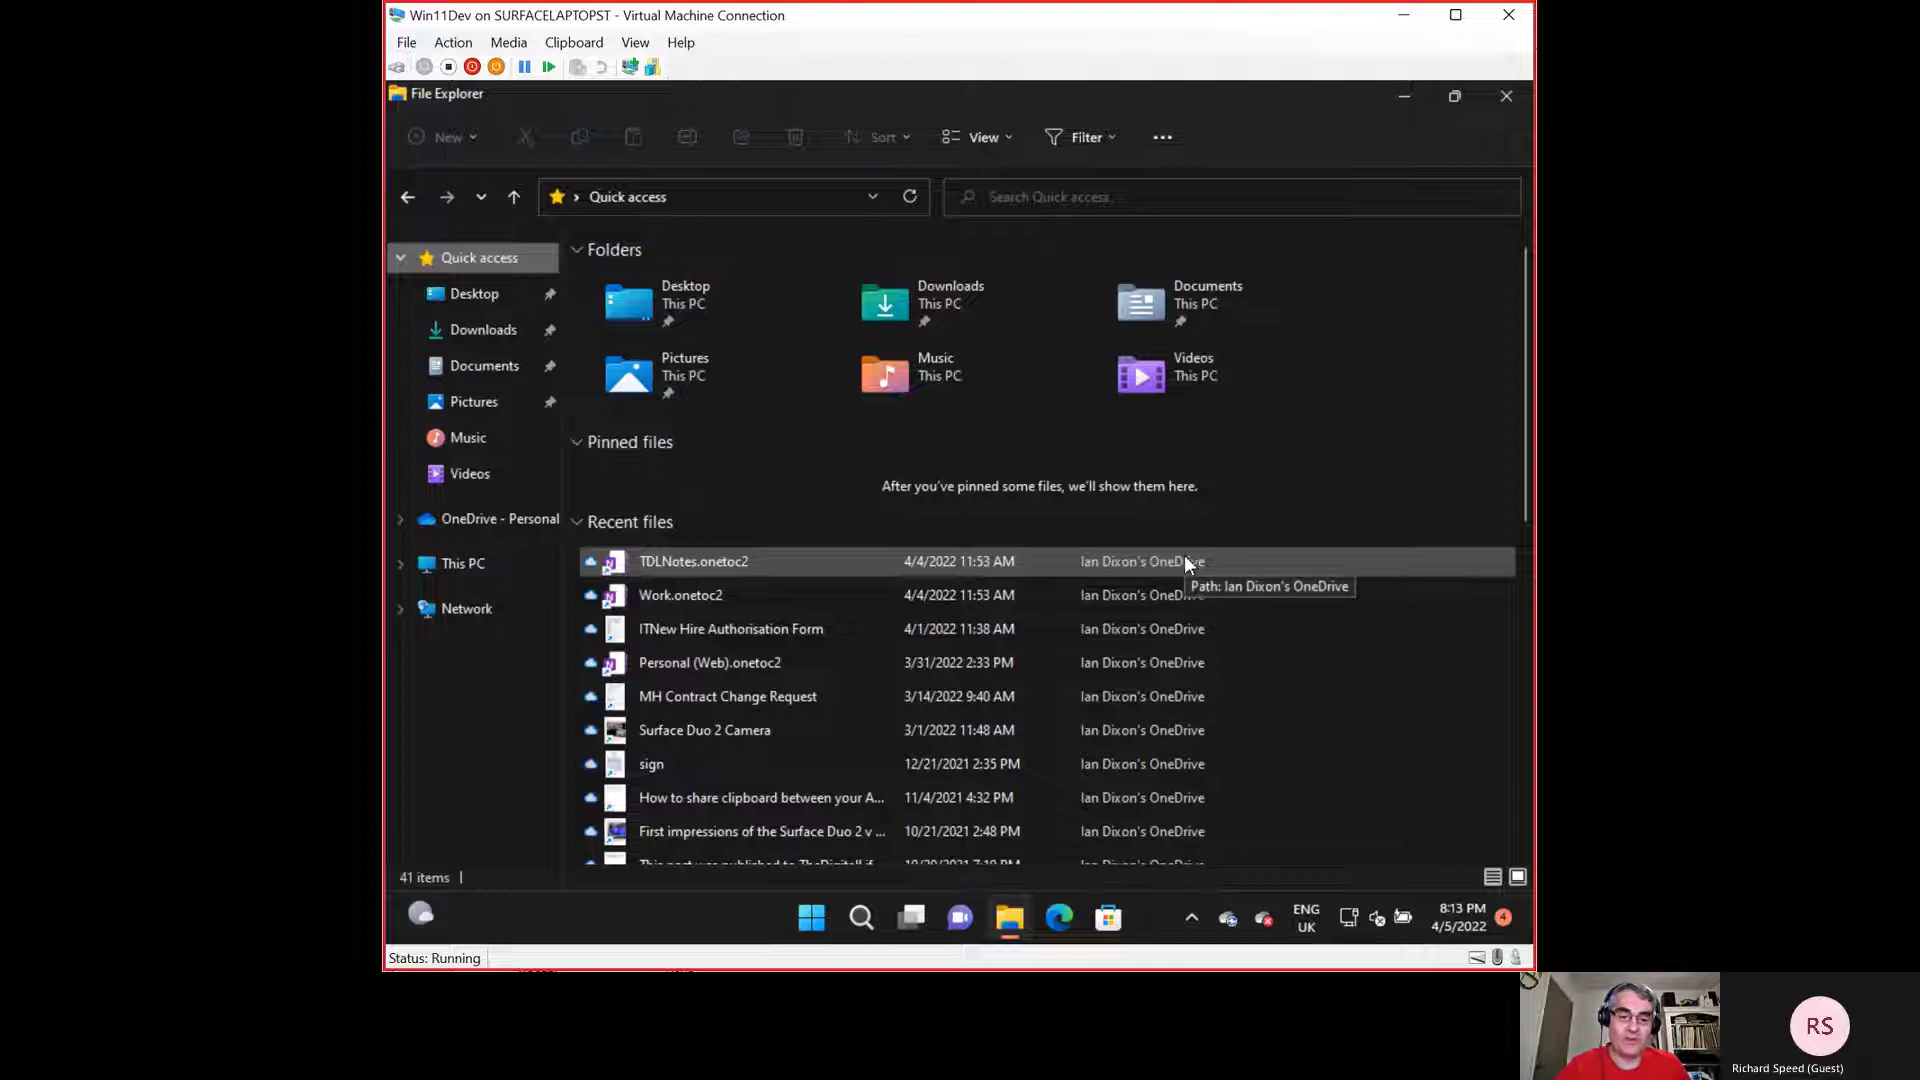 Win11Dev on SURFACELAPTOPST - Virtual Machine Connection
File Action Media Clipboard View Help
File Explorer
New Sort View Filter
Quick access
Search Quick access
Quick access
Desktop
Downloads
Documents
Pictures
Music
Videos
OneDrive - Personal
This PC
Network
Folders
Desktop
This PC
Downloads
This PC
Documents
This PC
Pictures
This PC
Music
This PC
Videos
This PC
Pinned files
After you've pinned some files, we'll show them here.
Recent files
TDLNotes.onetoc2 4/4/2022 11:53 AM Ian Dixon's OneDrive
Path: Ian Dixon's OneDrive
Work.onetoc2 4/4/2022 11:53 AM Ian Dixon's
ITNew Hire Authorisation Form 4/1/2022 11:38 AM Ian Dixon's OneDrive
Personal (Web).onetoc2 3/31/2022 2:33 PM Ian Dixon's OneDrive
MH Contract Change Request 3/14/2022 9:40 AM Ian Dixon's OneDrive
Surface Duo 2 Camera 3/1/2022 11:48 AM Ian Dixon's OneDrive
sign 12/21/2021 2:35 PM Ian Dixon's OneDrive
How to share clipboard between your A... 11/4/2021 4:32 PM Ian Dixon's OneDrive
First impressions of the Surface Duo 2 v ... 10/21/2021 2:48 PM Ian Dixon's OneDrive
41 items
ENG
UK
8:13 PM
4/5/2022
4
Status: Running
RS
Richard Speed (Guest)